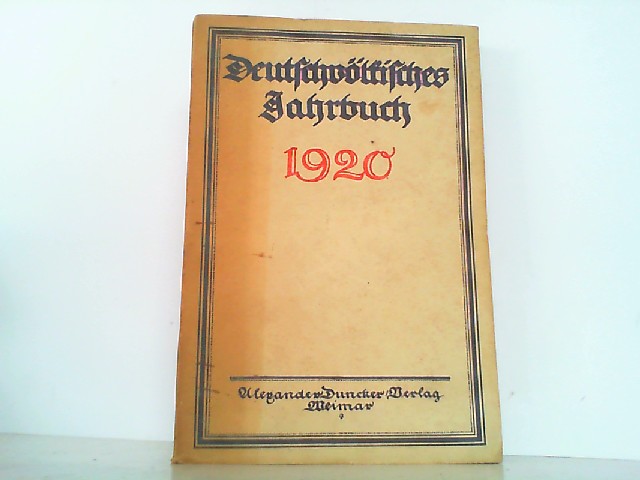 Deutschvölkisches
Jahrbuch
1920
Alexander Duncker Verlag
Weimar